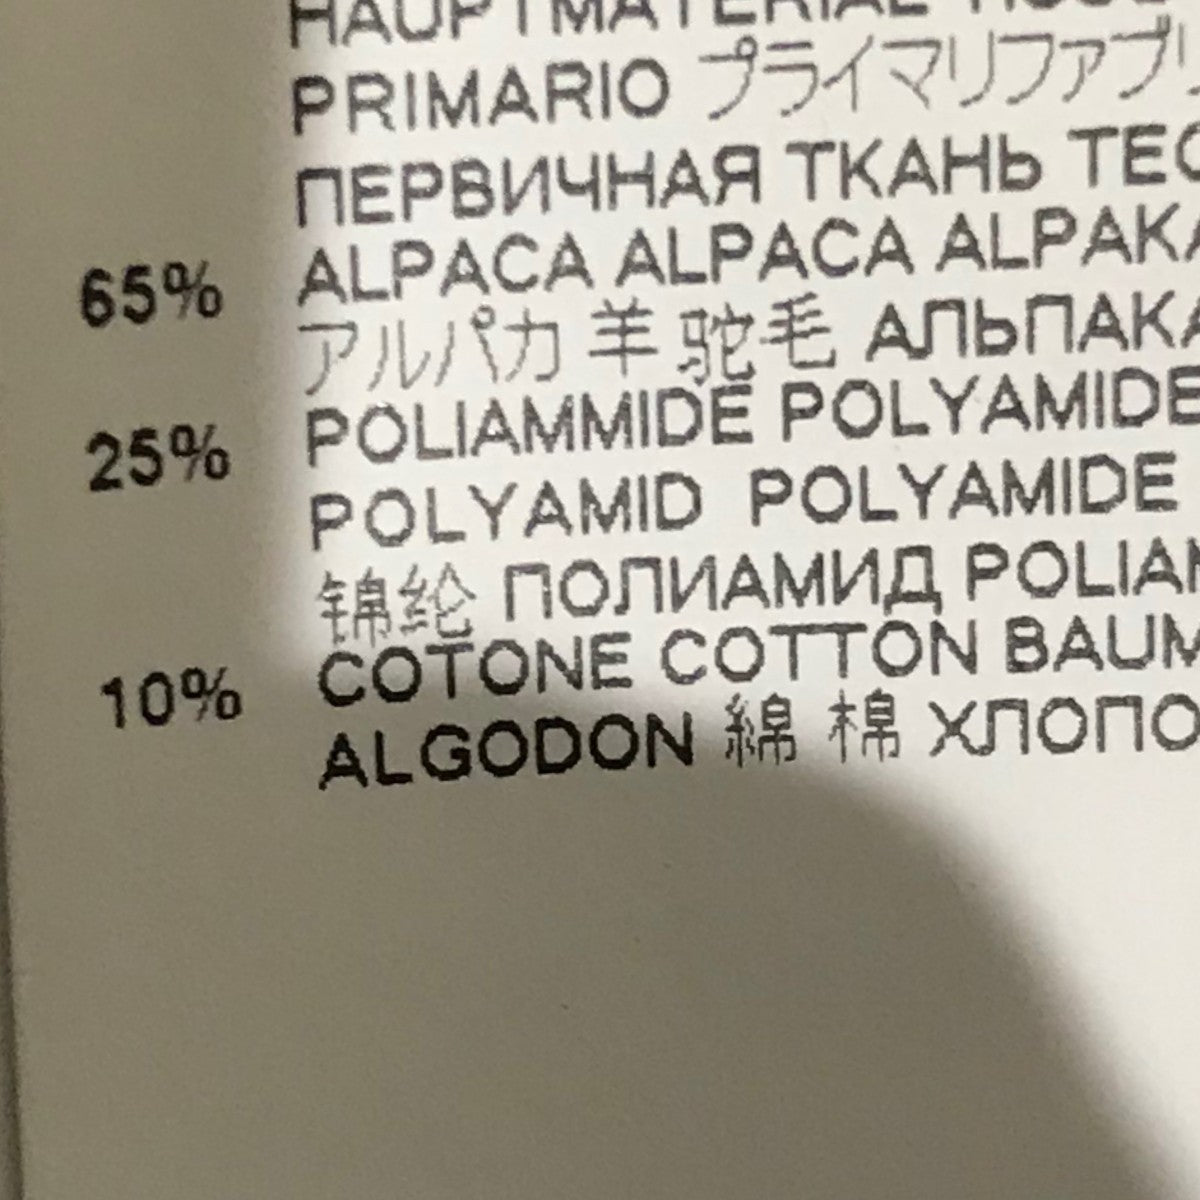 HAUPTMATERIAL
PRIMARIO プライマリファブ
ПЕРВИЧНАЯ ТКАНЬ
65% ALPACA ALPACA ALPAKA
アルパカ 羊 驼毛 АЛЬПАКА
25% POLIAMMIDE POLYAMIDE
POLYAMID POLYAMIDE
锦纶 ПОЛИАМИД
10% COTONE COTTON
ALGODON 綿 棉